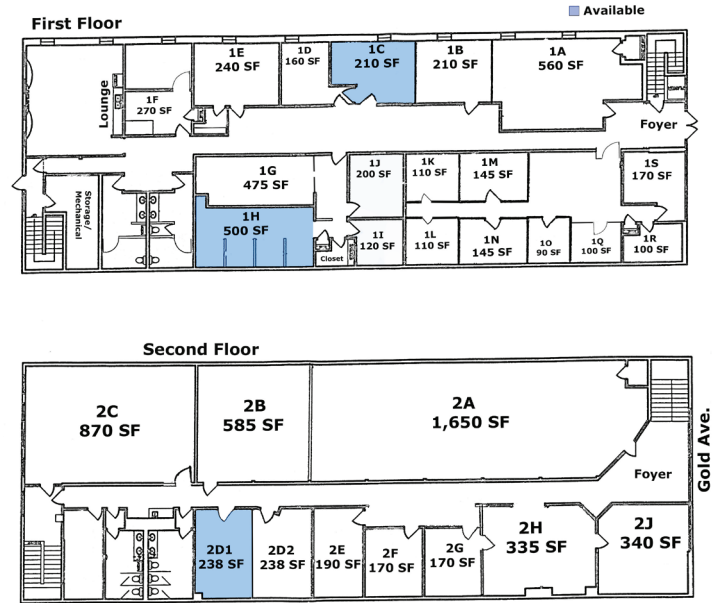 Available
First Floor
1E
240 SF
1D
160 SF
1C
210 SF
1B
210 SF
1A
560 SF
Lounge
1F
270 SF
Foyer
1G
475 SF
1J
200 SF
1K
110 SF
1M
145 SF
1S
170 SF
Storage/
Mechanical
1H
500 SF
Closet
1I
120 SF
1L
110 SF
1N
145 SF
1O
90 SF
1Q
100 SF
1R
100 SF
Second Floor
2C
870 SF
2B
585 SF
2A
1,650 SF
Foyer
Gold Ave.
2D1
238 SF
2D2
238 SF
2E
190 SF
2F
170 SF
2G
170 SF
2H
335 SF
2J
340 SF